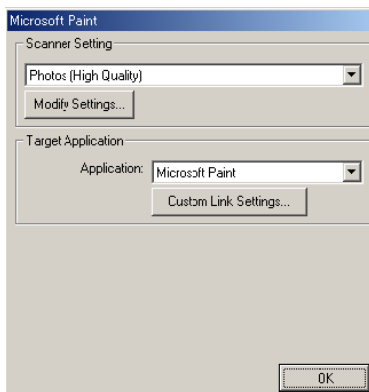 Microsoft Paint
Scanner Setting
Photos (High Quality)
Modify Settings...
Target Application
Application: Microsoft Paint
Custom Link Settings...
OK